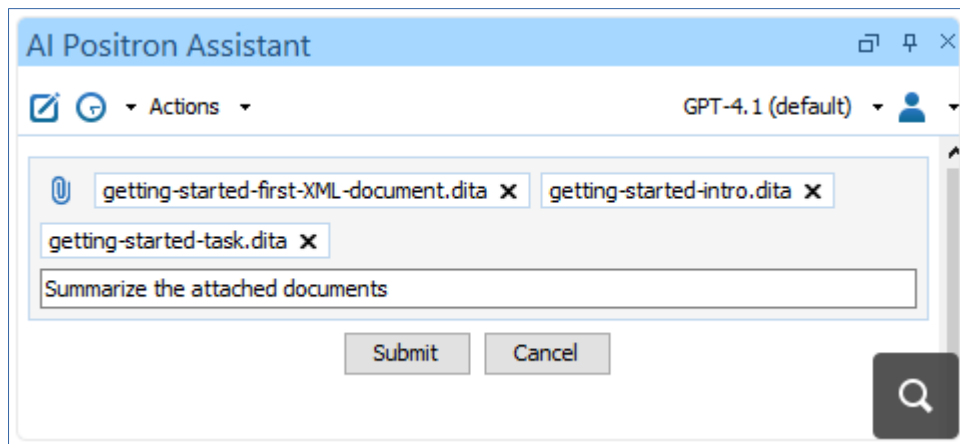 AI Positron Assistant
Actions GPT-4.1 (default)
getting-started-first-XML-document.dita getting-started-intro.dita
getting-started-task.dita
Summarize the attached documents
Submit Cancel